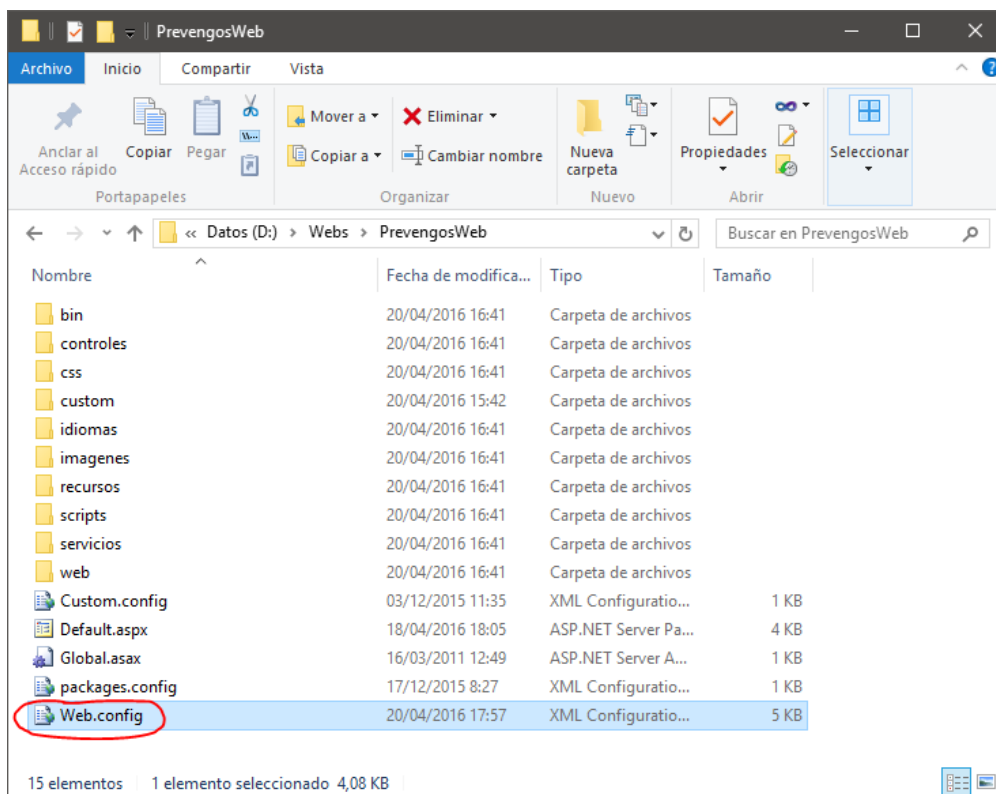 PrevengosWeb
Archivo Inicio Compartir Vista
Anclar al Acceso rápido
Copiar
Pegar
W...
Mover a
Copiar a
Eliminar
Cambiar nombre
Nueva carpeta
Propiedades
Seleccionar
Portapapeles Organizar Nuevo Abrir
« Datos (D:) > Webs > PrevengosWeb Buscar en PrevengosWeb
Nombre Fecha de modifica... Tipo Tamaño
bin 20/04/2016 16:41 Carpeta de archivos
controles 20/04/2016 16:41 Carpeta de archivos
css 20/04/2016 16:41 Carpeta de archivos
custom 20/04/2016 15:42 Carpeta de archivos
idiomas 20/04/2016 16:41 Carpeta de archivos
imagenes 20/04/2016 16:41 Carpeta de archivos
recursos 20/04/2016 16:41 Carpeta de archivos
scripts 20/04/2016 16:41 Carpeta de archivos
servicios 20/04/2016 16:41 Carpeta de archivos
web 20/04/2016 16:41 Carpeta de archivos
Custom.config 03/12/2015 11:35 XML Configuratio... 1 KB
Default.aspx 18/04/2016 18:05 ASP.NET Server Pa... 4 KB
Global.asax 16/03/2011 12:49 ASP.NET Server A... 1 KB
packages.config 17/12/2015 8:27 XML Configuratio... 1 KB
Web.config 20/04/2016 17:57 XML Configuratio... 5 KB
15 elementos 1 elemento seleccionado 4,08 KB